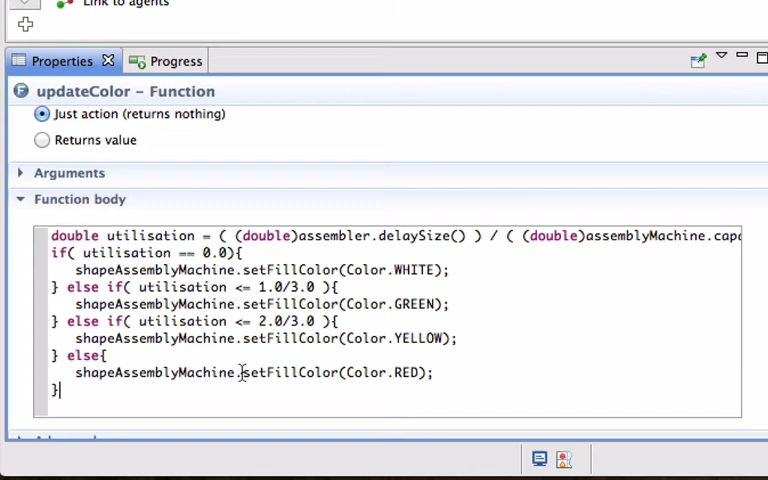 Link to agents
Properties
Progress
updateColor – Function
Just action (returns nothing)
Returns value
Arguments
Function body
double utilisation = ( (double)assembler.delaySize() ) / ( (double)assemblyMachine.capc
if( utilisation == 0.0){
shapeAssemblyMachine.setFillColor(Color.WHITE);
} else if( utilisation <= 1.0/3.0 ){
shapeAssemblyMachine.setFillColor(Color.GREEN);
} else if( utilisation <= 2.0/3.0 ){
shapeAssemblyMachine.setFillColor(Color.YELLOW);
} else{
shapeAssemblyMachine.setFillColor(Color.RED);
}